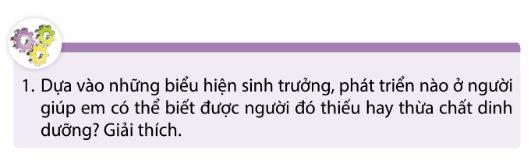 1. Dựa vào những biểu hiện sinh trưởng, phát triển nào ở người
giúp em có thể biết được người đó thiếu hay thừa chất dinh
dưỡng? Giải thích.